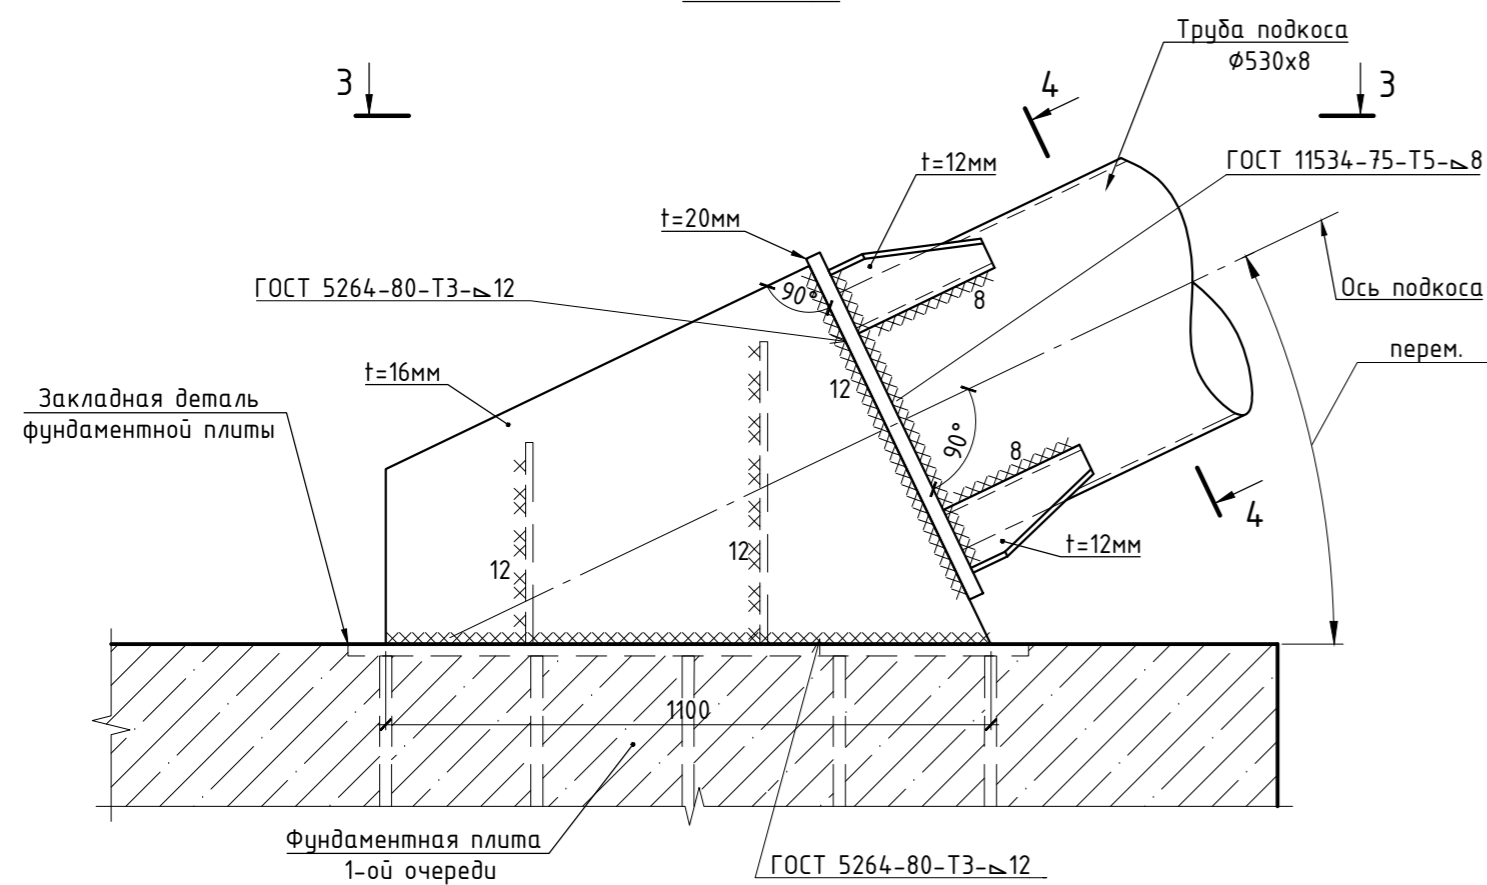 Труба подкоса
Ф530х8
3
4
3
t=12мм
ГОСТ 11534-75-Т5-⊿8
t=20мм
ГОСТ 5264-80-Т3-⊿12
90°
8
Ось подкоса
перем.
t=16мм
12
Закладная деталь
фундаментной плиты
90°
8
4
t=12мм
12
12
1100
Фундаментная плита
1-ой очереди
ГОСТ 5264-80-Т3-⊿12